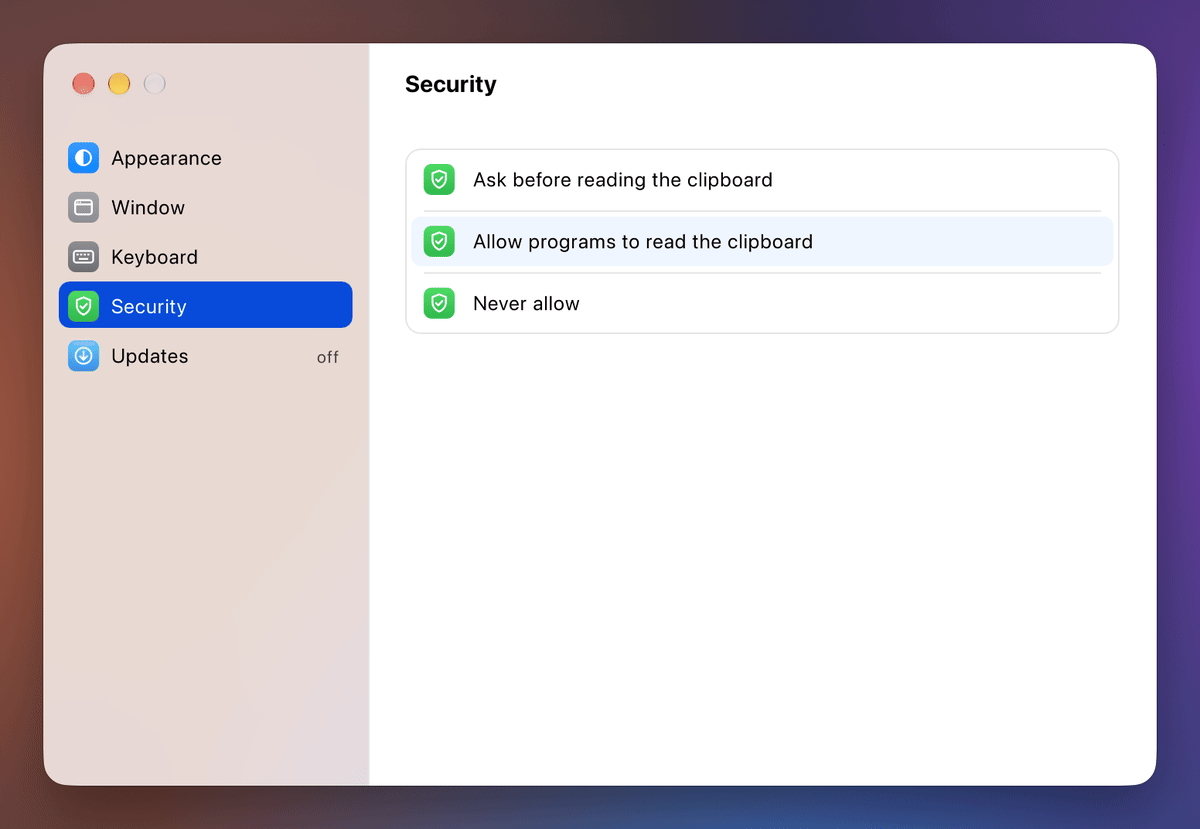 Security
Appearance
Window
Keyboard
Security
Updates off
Ask before reading the clipboard
Allow programs to read the clipboard
Never allow